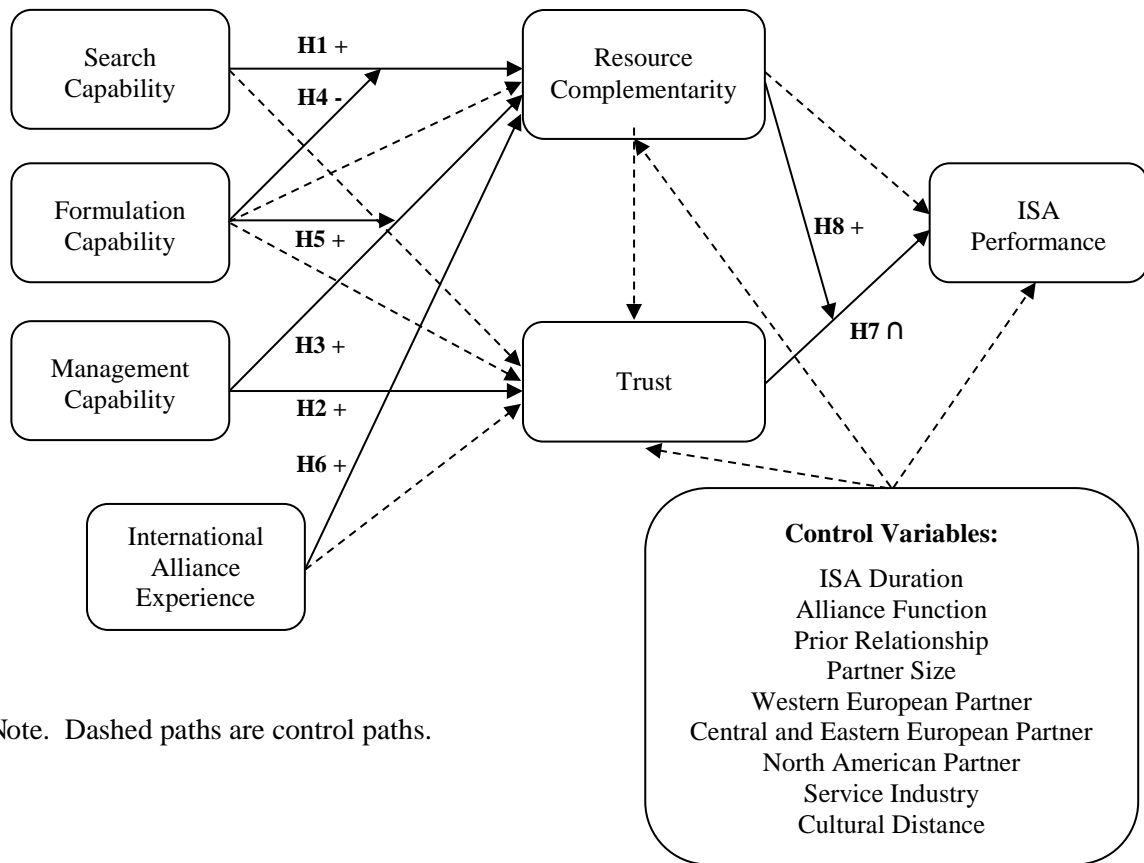 Search
Capability
Formulation
Capability
Management
Capability
International
Alliance
Experience
H1 +
H4 -
H5 +
H3 +
H2 +
H6 +
Resource
Complementarity
Trust
H8 +
H7 ∩
ISA
Performance
Control Variables:
ISA Duration
Alliance Function
Prior Relationship
Partner Size
Western European Partner
Central and Eastern European Partner
North American Partner
Service Industry
Cultural Distance
Note. Dashed paths are control paths.